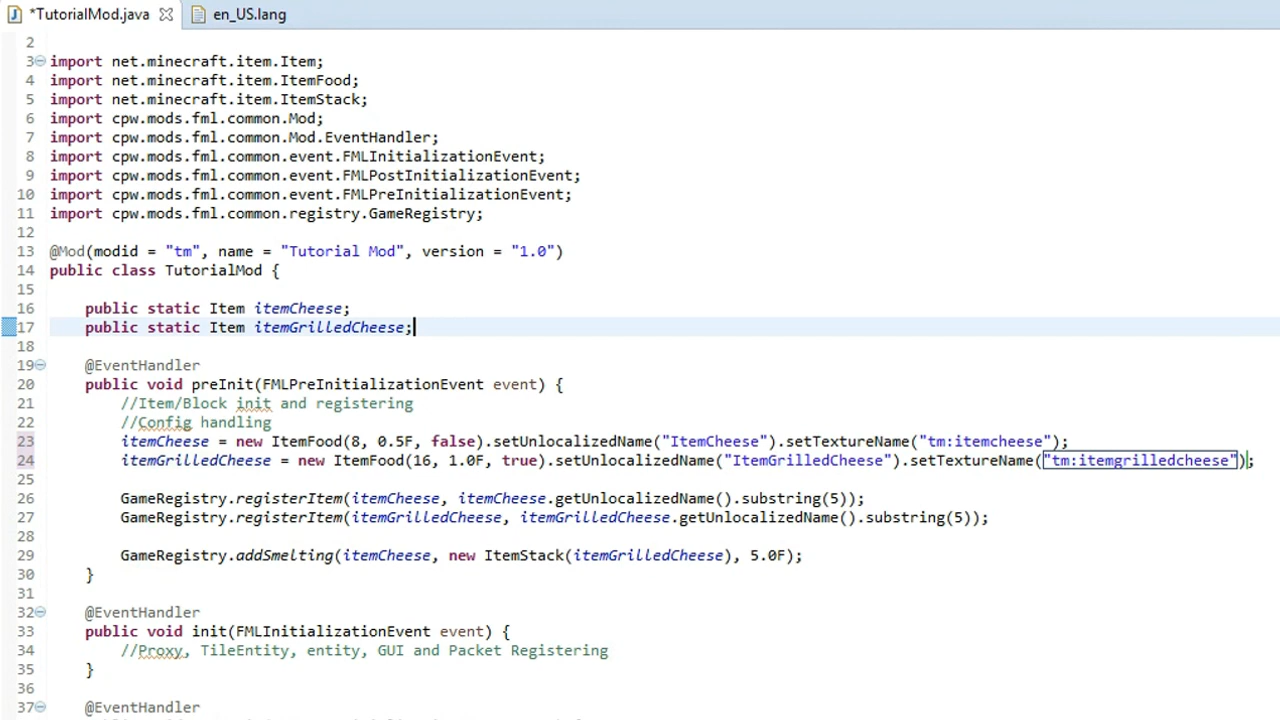 *TutorialMod.java en_US.lang
2
3 import net.minecraft.item.Item;
4 import net.minecraft.item.ItemFood;
5 import net.minecraft.item.ItemStack;
6 import cpw.mods.fml.common.Mod;
7 import cpw.mods.fml.common.Mod.EventHandler;
8 import cpw.mods.fml.common.event.FMLInitializationEvent;
9 import cpw.mods.fml.common.event.FMLPostInitializationEvent;
10 import cpw.mods.fml.common.event.FMLPreInitializationEvent;
11 import cpw.mods.fml.common.registry.GameRegistry;
12
13 @Mod(modid = "tm", name = "Tutorial Mod", version = "1.0")
14 public class TutorialMod {
15
16 public static Item itemCheese;
17 public static Item itemGrilledCheese;
18
19 @EventHandler
20 public void preInit(FMLPreInitializationEvent event) {
21 //Item/Block init and registering
22 //Config handling
23 itemCheese = new ItemFood(8, 0.5F, false).setUnlocalizedName("ItemCheese").setTextureName("tm:itemcheese");
24 itemGrilledCheese = new ItemFood(16, 1.0F, true).setUnlocalizedName("ItemGrilledCheese").setTextureName("tm:itemgrilledcheese");
25
26 GameRegistry.registerItem(itemCheese, itemCheese.getUnlocalizedName().substring(5));
27 GameRegistry.registerItem(itemGrilledCheese, itemGrilledCheese.getUnlocalizedName().substring(5));
28
29 GameRegistry.addSmelting(itemCheese, new ItemStack(itemGrilledCheese), 5.0F);
30 }
31
32 @EventHandler
33 public void init(FMLInitializationEvent event) {
34 //Proxy, TileEntity, entity, GUI and Packet Registering
35 }
36
37 @EventHandler